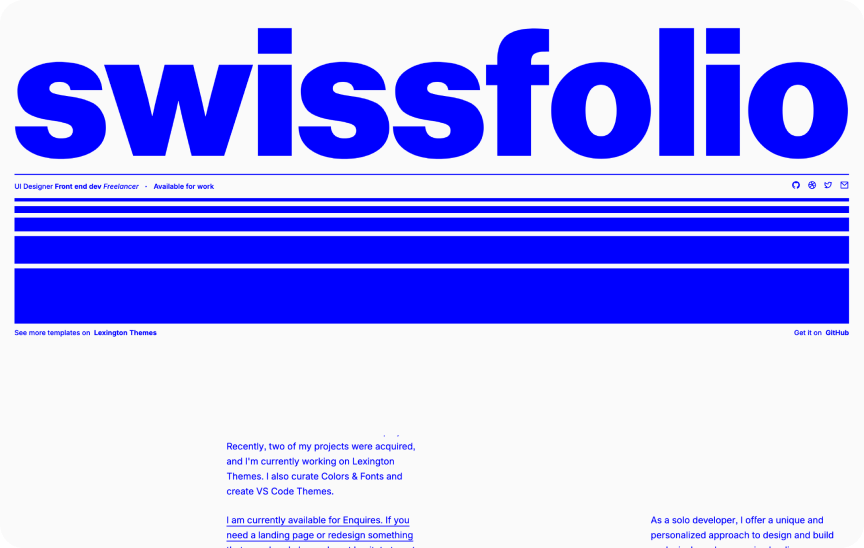 swissfolio
UI Designer Front end dev Freelancer - Available for work
See more templates on Lexington Themes
Get it on GitHub
Recently, two of my projects were acquired,
and I'm currently working on Lexington
Themes. I also curate Colors & Fonts and
create VS Code Themes.
I am currently available for Enquires. If you
need a landing page or redesign something
As a solo developer, I offer a unique and
personalized approach to design and build